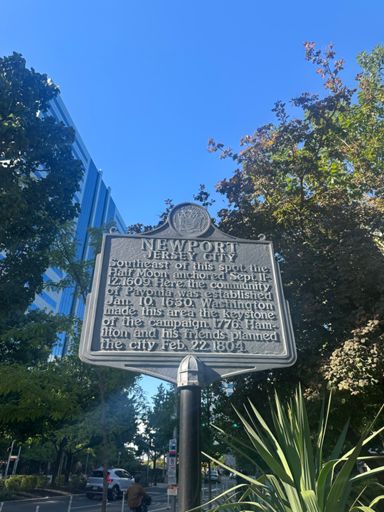 NEWPORT
JERSEY CITY
Southeast of this spot the
Half Moon anchored Sept. 11,
12, 1609. Here the community
of Pavonia was established
Jan. 10, 1630. Washington
made this area the keystone
of the campaign, 1776. Ham-
ilton and his friends planned
the city Feb. 22, 1804.